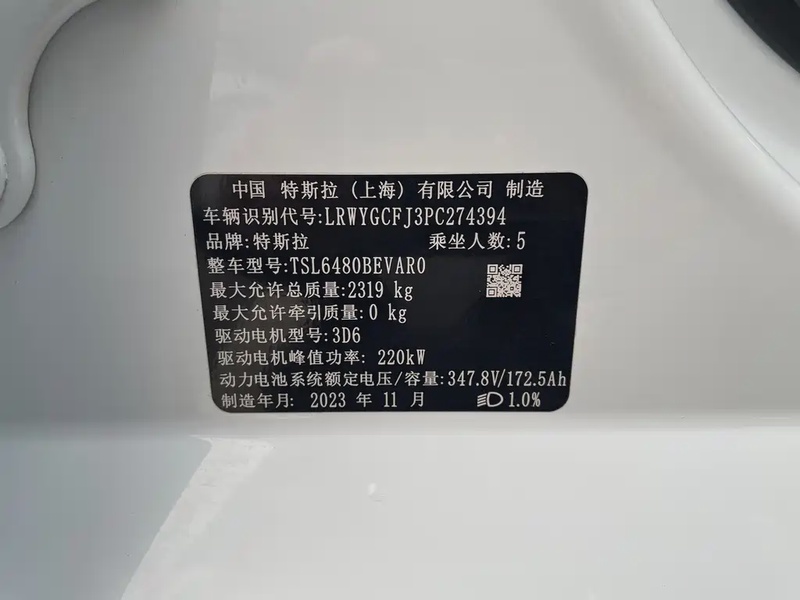 中国 特斯拉（上海）有限公司 制造
车辆识别代号:LRWYGCFJ3PC274394
品牌:特斯拉 乘坐人数:5
整车型号:TSL6480BEVAR0
最大允许总质量:2319 kg
最大允许牵引质量:0 kg
驱动电机型号:3D6
驱动电机峰值功率: 220kW
动力电池系统额定电压/容量:347.8V/172.5Ah
制造年月: 2023 年 11 月 1.0%